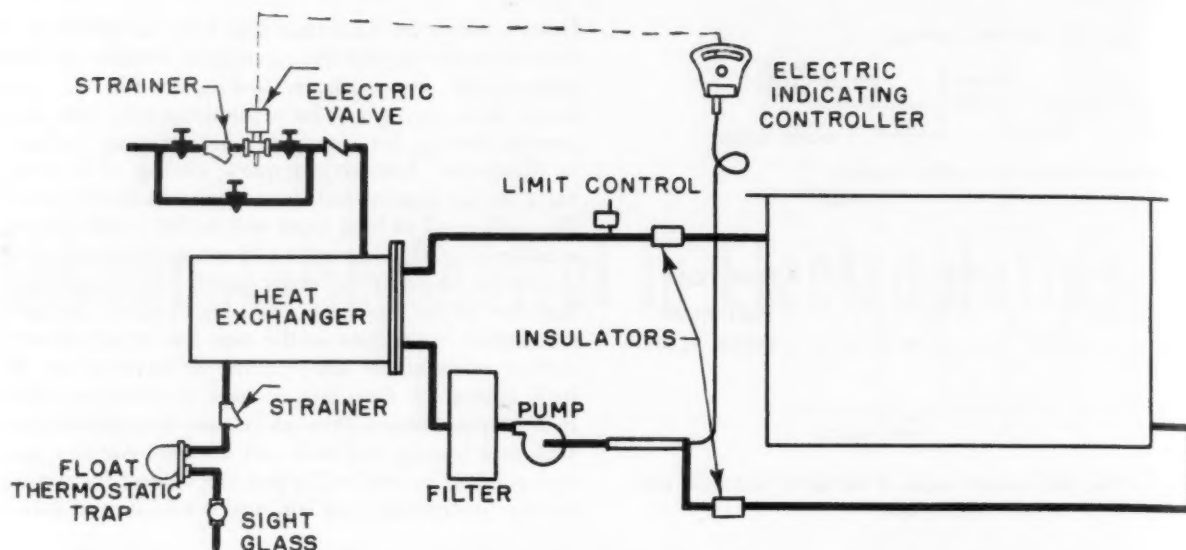 STRAINER
ELECTRIC
VALVE
ELECTRIC
INDICATING
CONTROLLER
LIMIT CONTROL
HEAT
EXCHANGER
INSULATORS
STRAINER
PUMP
FLOAT
THERMOSTATIC
TRAP
FILTER
SIGHT
GLASS